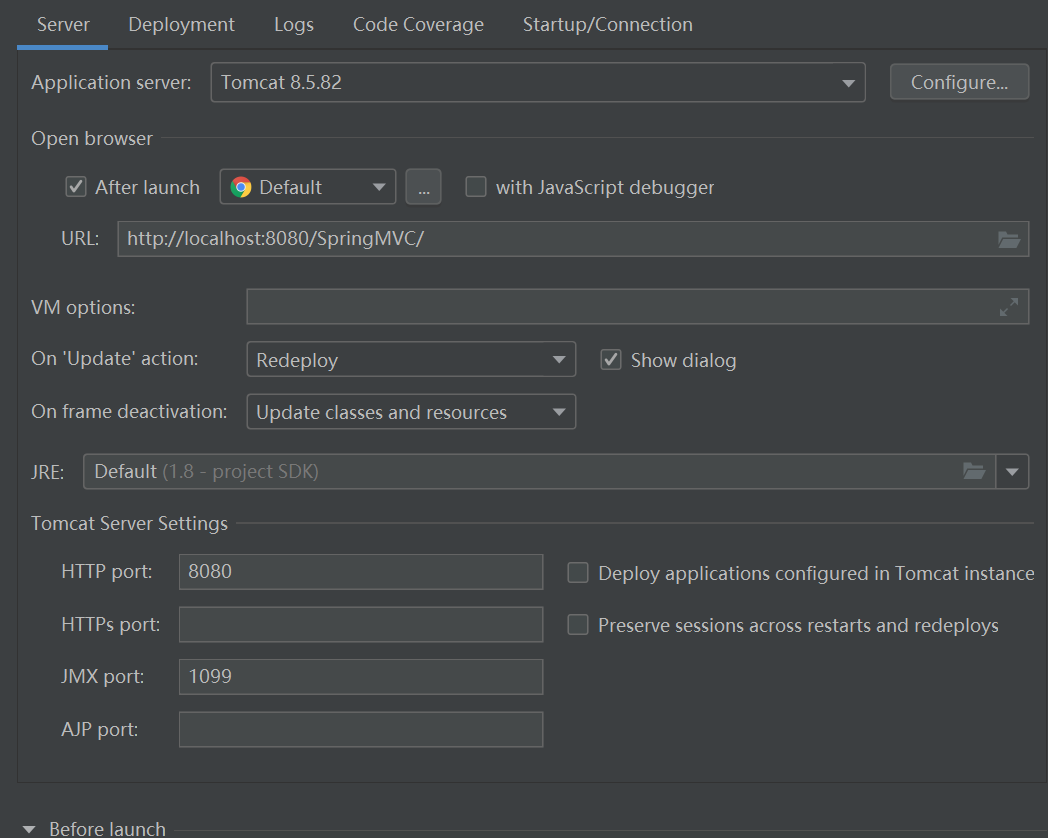 Server Deployment Logs Code Coverage Startup/Connection
Application server: Tomcat 8.5.82 Configure...
Open browser
After launch Default ... with JavaScript debugger
URL: http://localhost:8080/SpringMVC/
VM options:
On 'Update' action: Redeploy Show dialog
On frame deactivation: Update classes and resources
JRE: Default (1.8 - project SDK)
Tomcat Server Settings
HTTP port: 8080 Deploy applications configured in Tomcat instance
HTTPs port: Preserve sessions across restarts and redeploys
JMX port: 1099
AJP port:
Before launch